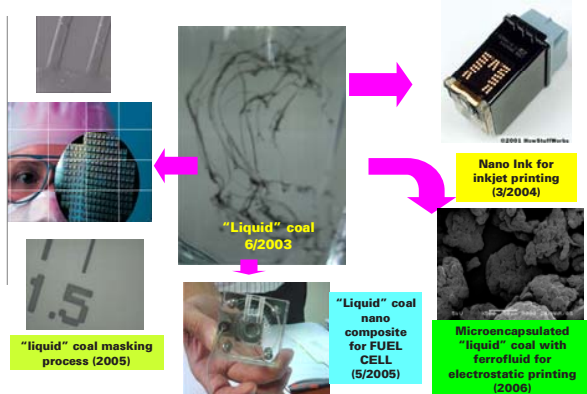 ©2001 HowStuffWorks
Nano Ink for
inkjet printing
(3/2004)
“Liquid” coal
6/2003
1.5
“liquid” coal masking
process (2005)
“Liquid” coal
nano
composite
for FUEL
CELL
(5/2005)
Microencapsulated
“liquid” coal with
ferrofluid for
electrostatic printing
(2006)